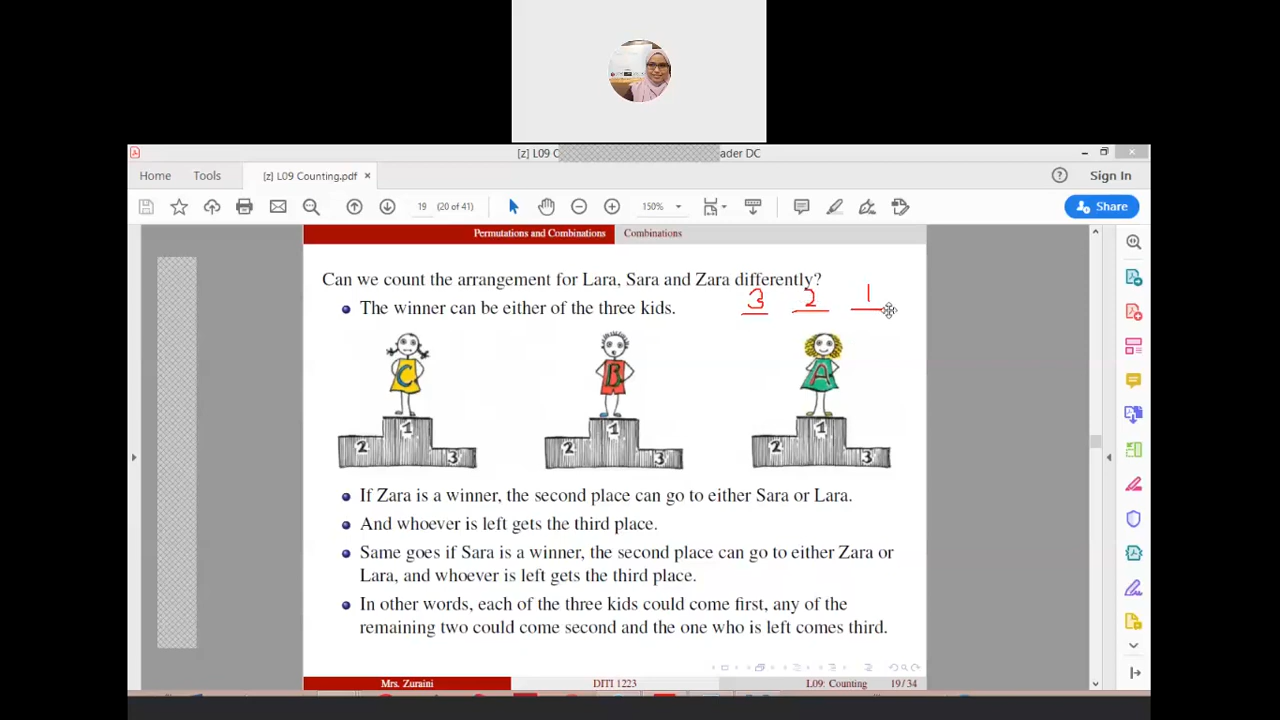 [z] L09 C ader DC
Home Tools [z] L09 Counting.pdf × Sign In
19 (20 of 41) 150% Share
Permutations and Combinations Combinations
Can we count the arrangement for Lara, Sara and Zara differently?
The winner can be either of the three kids. 3 2 1
C B A
1 1 1
2 3 2 3 2 3
If Zara is a winner, the second place can go to either Sara or Lara.
And whoever is left gets the third place.
Same goes if Sara is a winner, the second place can go to either Zara or
Lara, and whoever is left gets the third place.
In other words, each of the three kids could come first, any of the
remaining two could come second and the one who is left comes third.
Mrs. Zuraini DITI 1223 L09: Counting 19/34